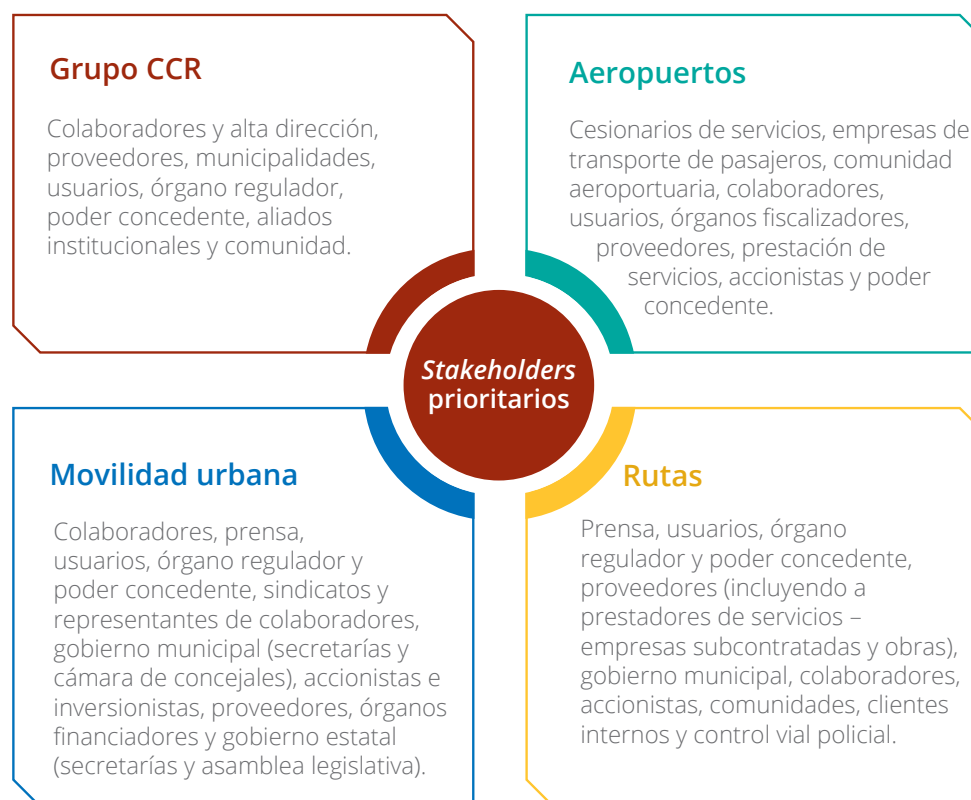 Grupo CCR
Colaboradores y alta dirección,
proveedores, municipalidades,
usuarios, órgano regulador,
poder concedente, aliados
institucionales y comunidad.
Aeropuertos
Cesionarios de servicios, empresas de
transporte de pasajeros, comunidad
aeroportuaria, colaboradores,
usuarios, órganos fiscalizadores,
proveedores, prestación de
servicios, accionistas y poder
concedente.
Stakeholders
prioritarios
Movilidad urbana
Colaboradores, prensa,
usuarios, órgano regulador y
poder concedente, sindicatos y
representantes de colaboradores,
gobierno municipal (secretarías y
cámara de concejales), accionistas e
inversionistas, proveedores, órganos
financiadores y gobierno estatal
(secretarías y asamblea legislativa).
Rutas
Prensa, usuarios, órgano
regulador y poder concedente,
proveedores (incluyendo a
prestadores de servicios –
empresas subcontratadas y obras),
gobierno municipal, colaboradores,
accionistas, comunidades, clientes
internos y control vial policial.